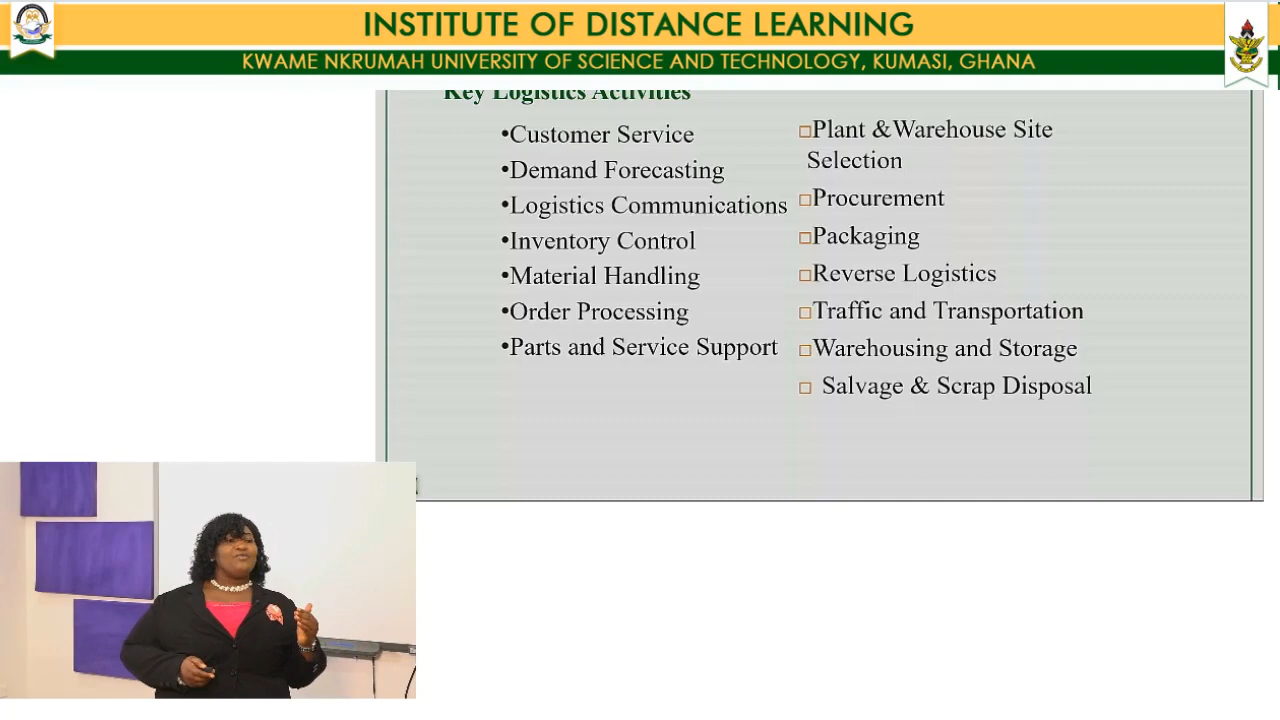 INSTITUTE OF DISTANCE LEARNING
KWAME NKRUMAH UNIVERSITY OF SCIENCE AND TECHNOLOGY, KUMASI, GHANA
Key Logistics Activities
•Customer Service
•Demand Forecasting
•Logistics Communications
•Inventory Control
•Material Handling
•Order Processing
•Parts and Service Support
□Plant &Warehouse Site
Selection
□Procurement
□Packaging
□Reverse Logistics
□Traffic and Transportation
□Warehousing and Storage
□ Salvage & Scrap Disposal